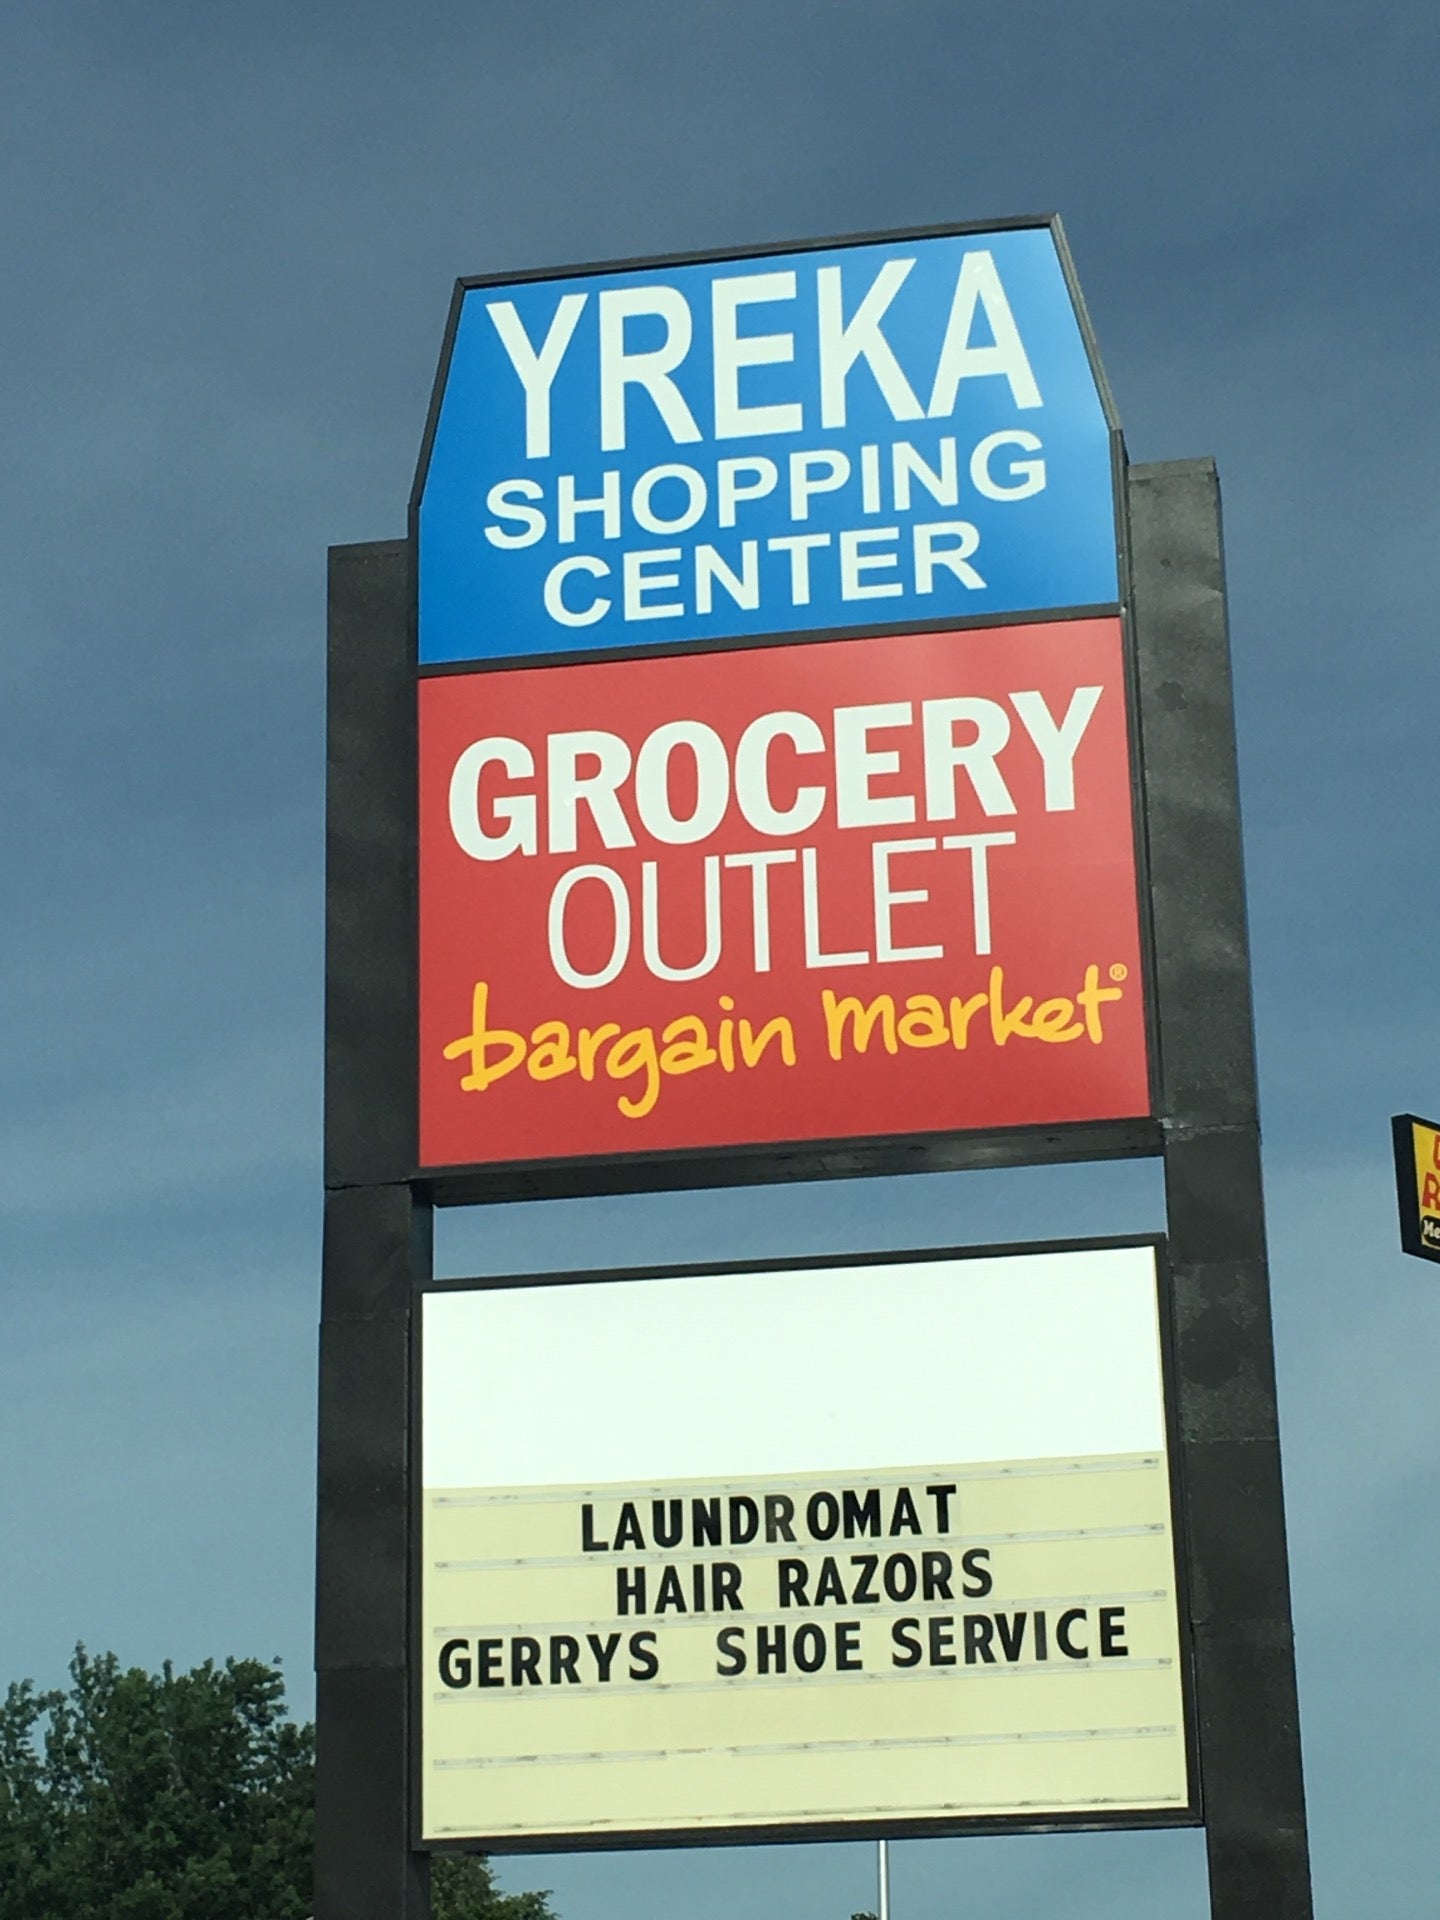 YREKA
SHOPPING
CENTER
GROCERY
OUTLET
bargain market®
LAUNDROMAT
HAIR RAZORS
GERRYS SHOE SERVICE